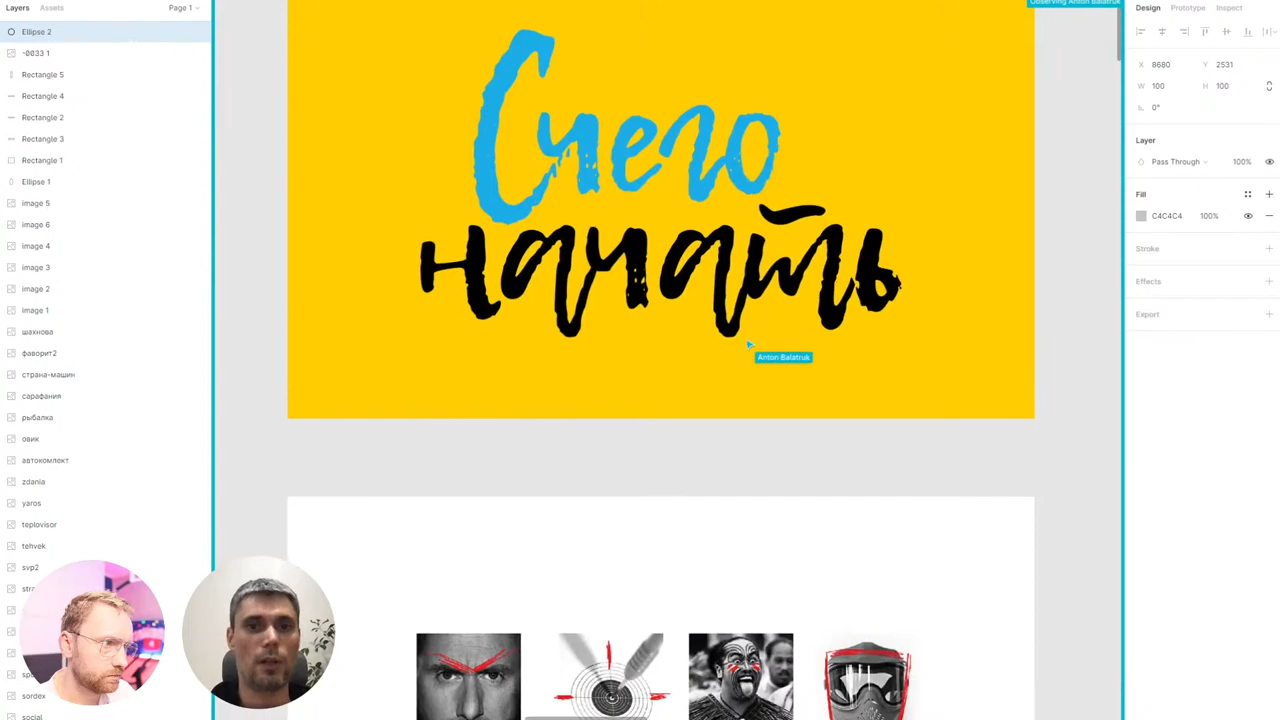 Layers Assets Page 1
Observing Anton Balatruk
Design Prototype Inspect
Ellipse 2
-0033 1
Rectangle 5
Rectangle 4
Rectangle 2
Rectangle 3
Rectangle 1
Ellipse 1
image 5
image 6
image 4
image 3
image 2
image 1
шахнова
фаворит2
страна-машин
сарафания
рыбалка
овик
автокомлект
zdania
yaros
teplovisor
tehvek
svp2
sordex
social
С чего
начать
Anton Balatruk
X 8680 Y 2531
W 100 H 100
0°
Layer
Pass Through 100%
Fill
C4C4C4 100%
Stroke
Effects
Export